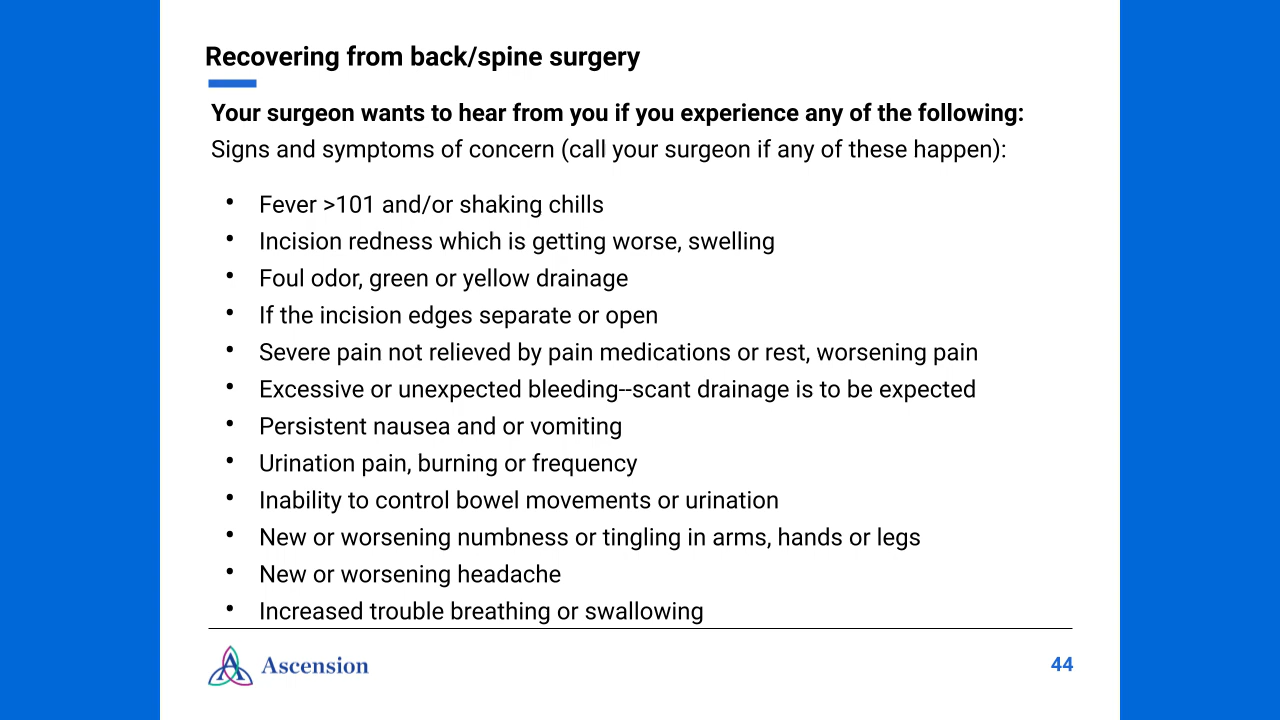 Recovering from back/spine surgery
Your surgeon wants to hear from you if you experience any of the following:
Signs and symptoms of concern (call your surgeon if any of these happen):
• Fever >101 and/or shaking chills
• Incision redness which is getting worse, swelling
• Foul odor, green or yellow drainage
• If the incision edges separate or open
• Severe pain not relieved by pain medications or rest, worsening pain
• Excessive or unexpected bleeding--scant drainage is to be expected
• Persistent nausea and or vomiting
• Urination pain, burning or frequency
• Inability to control bowel movements or urination
• New or worsening numbness or tingling in arms, hands or legs
• New or worsening headache
• Increased trouble breathing or swallowing
Ascension
44